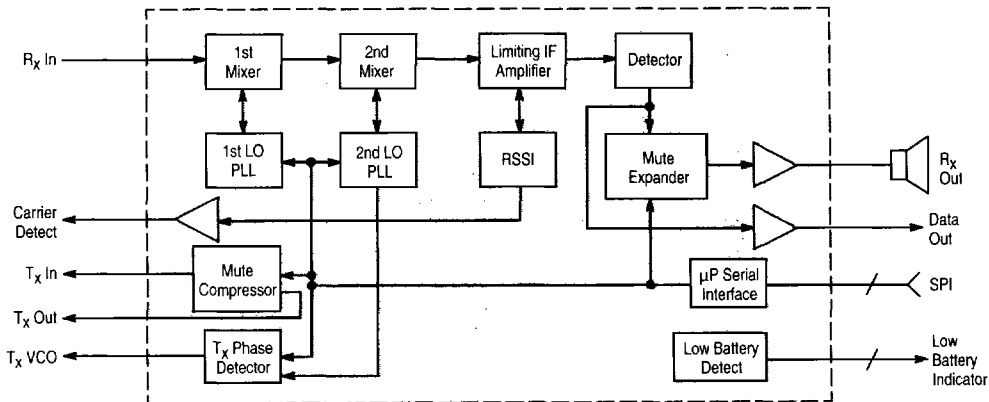 Rx In
1st
Mixer
2nd
Mixer
Limiting IF
Amplifier
Detector
1st LO
PLL
2nd LO
PLL
RSSI
Mute
Expander
Rx
Out
Carrier
Detect
Data
Out
Tx In
Mute
Compressor
µP Serial
Interface
SPI
Tx Out
Tx VCO
Tx Phase
Detector
Low Battery
Detect
Low
Battery
Indicator